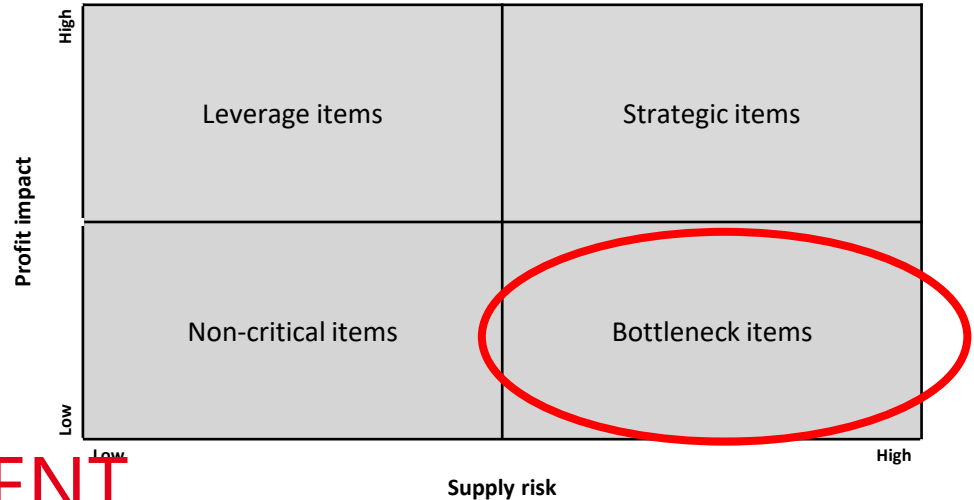 High
Leverage items
Strategic items
Profit impact
Non-critical items
Bottleneck items
Low
Low
High
ENT
Supply risk